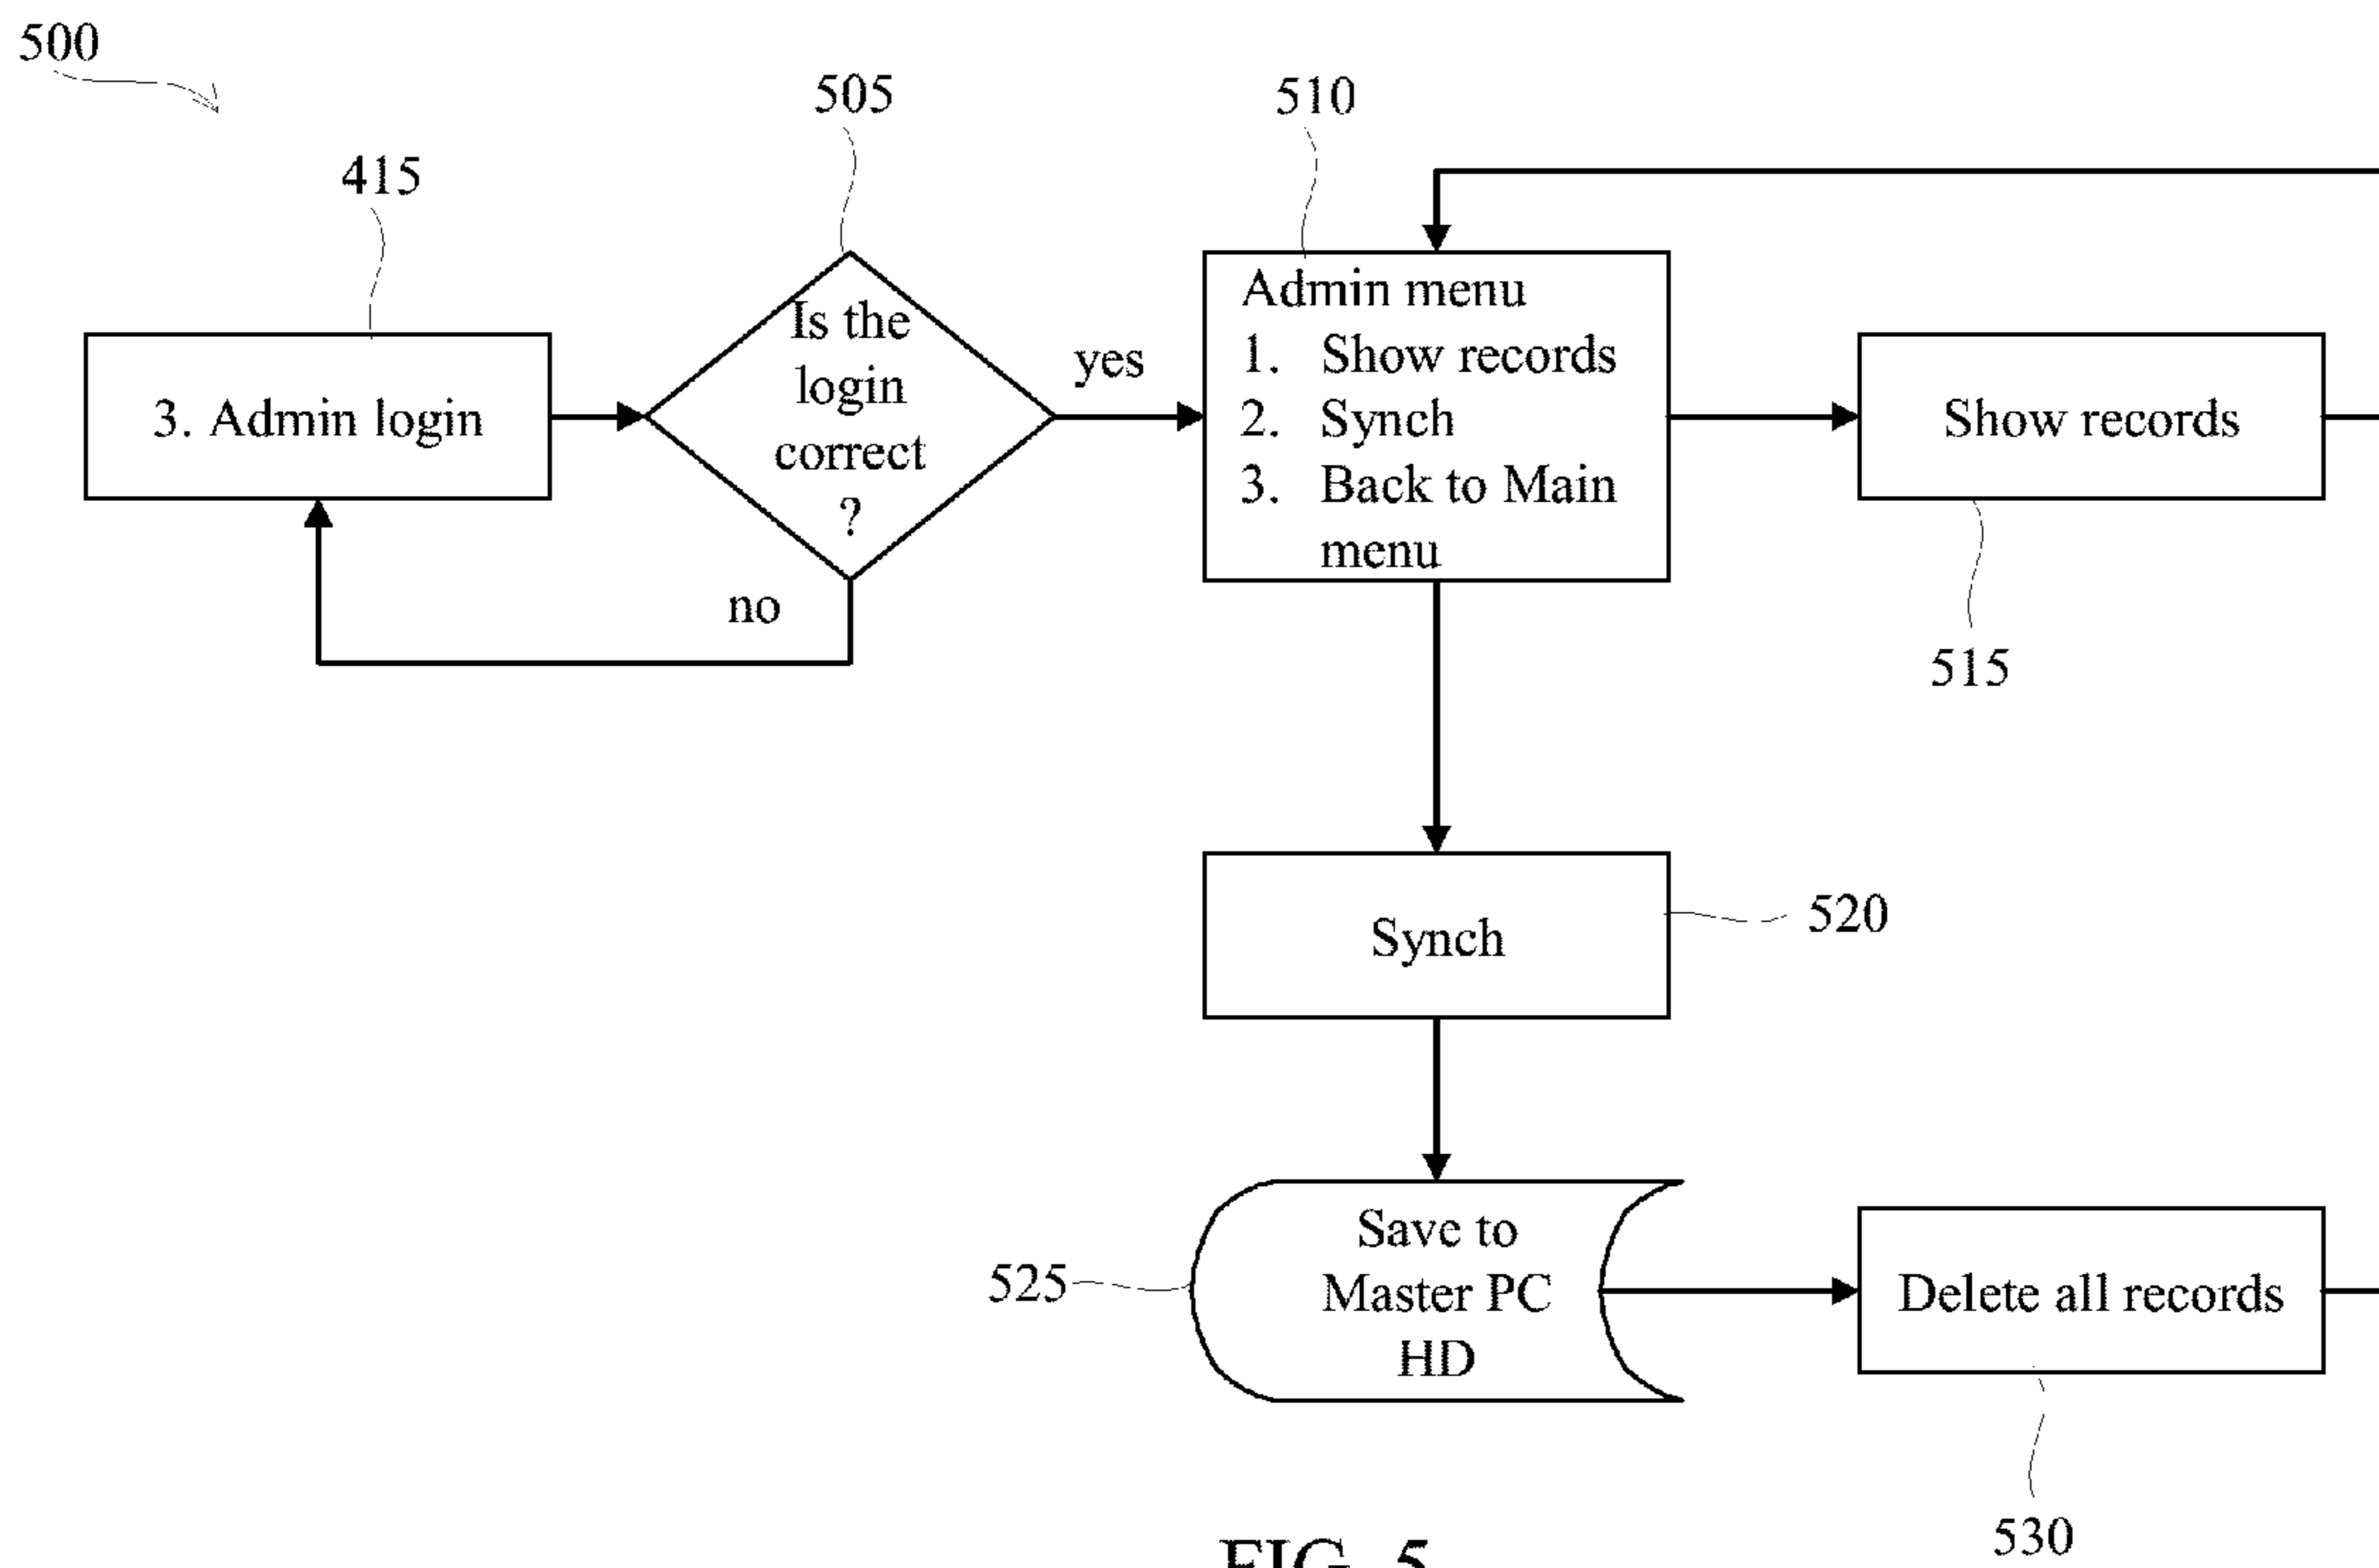 500
505
510
415
3. Admin login
Is the
login
correct
?
yes
no
Admin menu
1. Show records
2. Synch
3. Back to Main
menu
Show records
515
Synch
520
525
Save to
Master PC
HD
Delete all records
530
FIG. 5